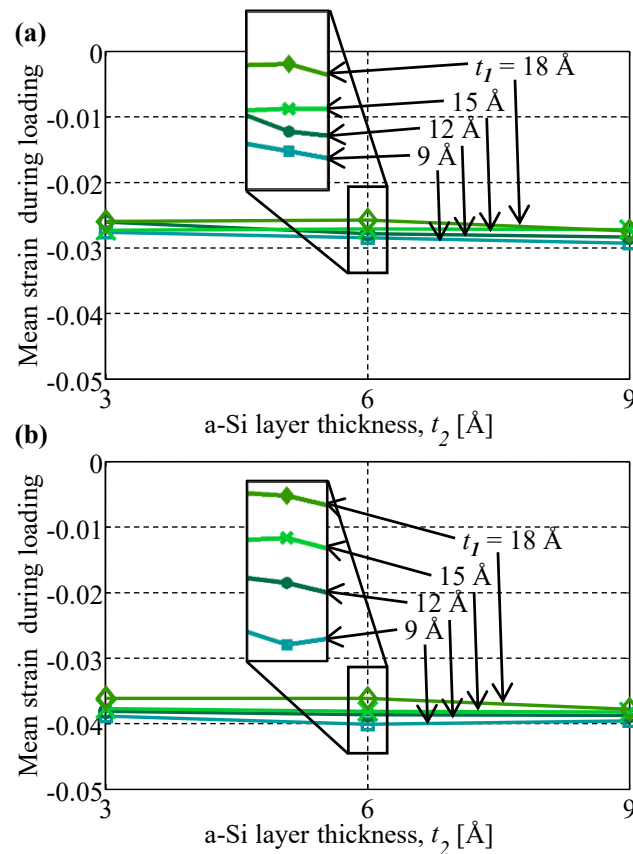 (a)
0
-0.01
-0.02
-0.03
-0.04
-0.05
Mean strain during loading
t1 = 18 Å
15 Å
12 Å
9 Å
3 6 9
a-Si layer thickness, t2 [Å]
(b)
0
-0.01
-0.02
-0.03
-0.04
-0.05
Mean strain during loading
t1 = 18 Å
15 Å
12 Å
9 Å
3 6 9
a-Si layer thickness, t2 [Å]